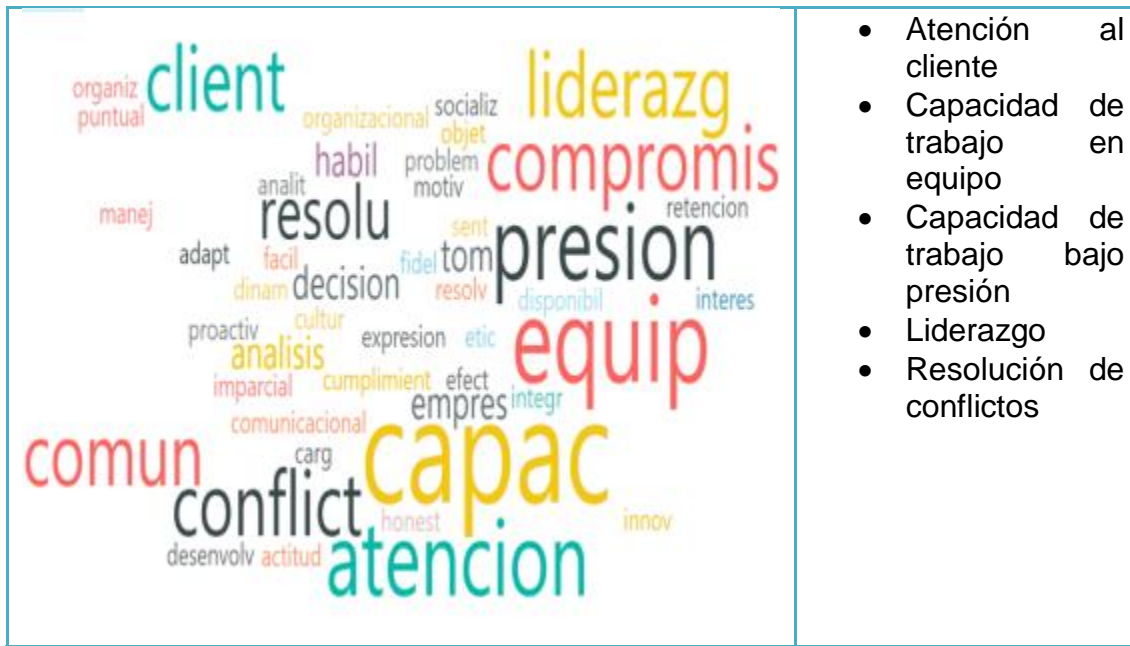 client
liderazg
organiz
puntual
organizacional
socializ
objet
habil
problem
compromis
analit
motiv
manej
resolu
retencion
sent
presion
adapt
facil
fidel
tom
dinam
decision
resolv
disponibil
interes
cultur
proactiv
expresion
etic
equip
analisis
imparcial
cumplimient
efect
empres
integr
comunicacional
comun
carg
capac
conflict
honest
innov
desenvolv
actitud
atencion
• Atención al
cliente
• Capacidad de
trabajo en
equipo
• Capacidad de
trabajo bajo
presión
• Liderazgo
• Resolución de
conflictos